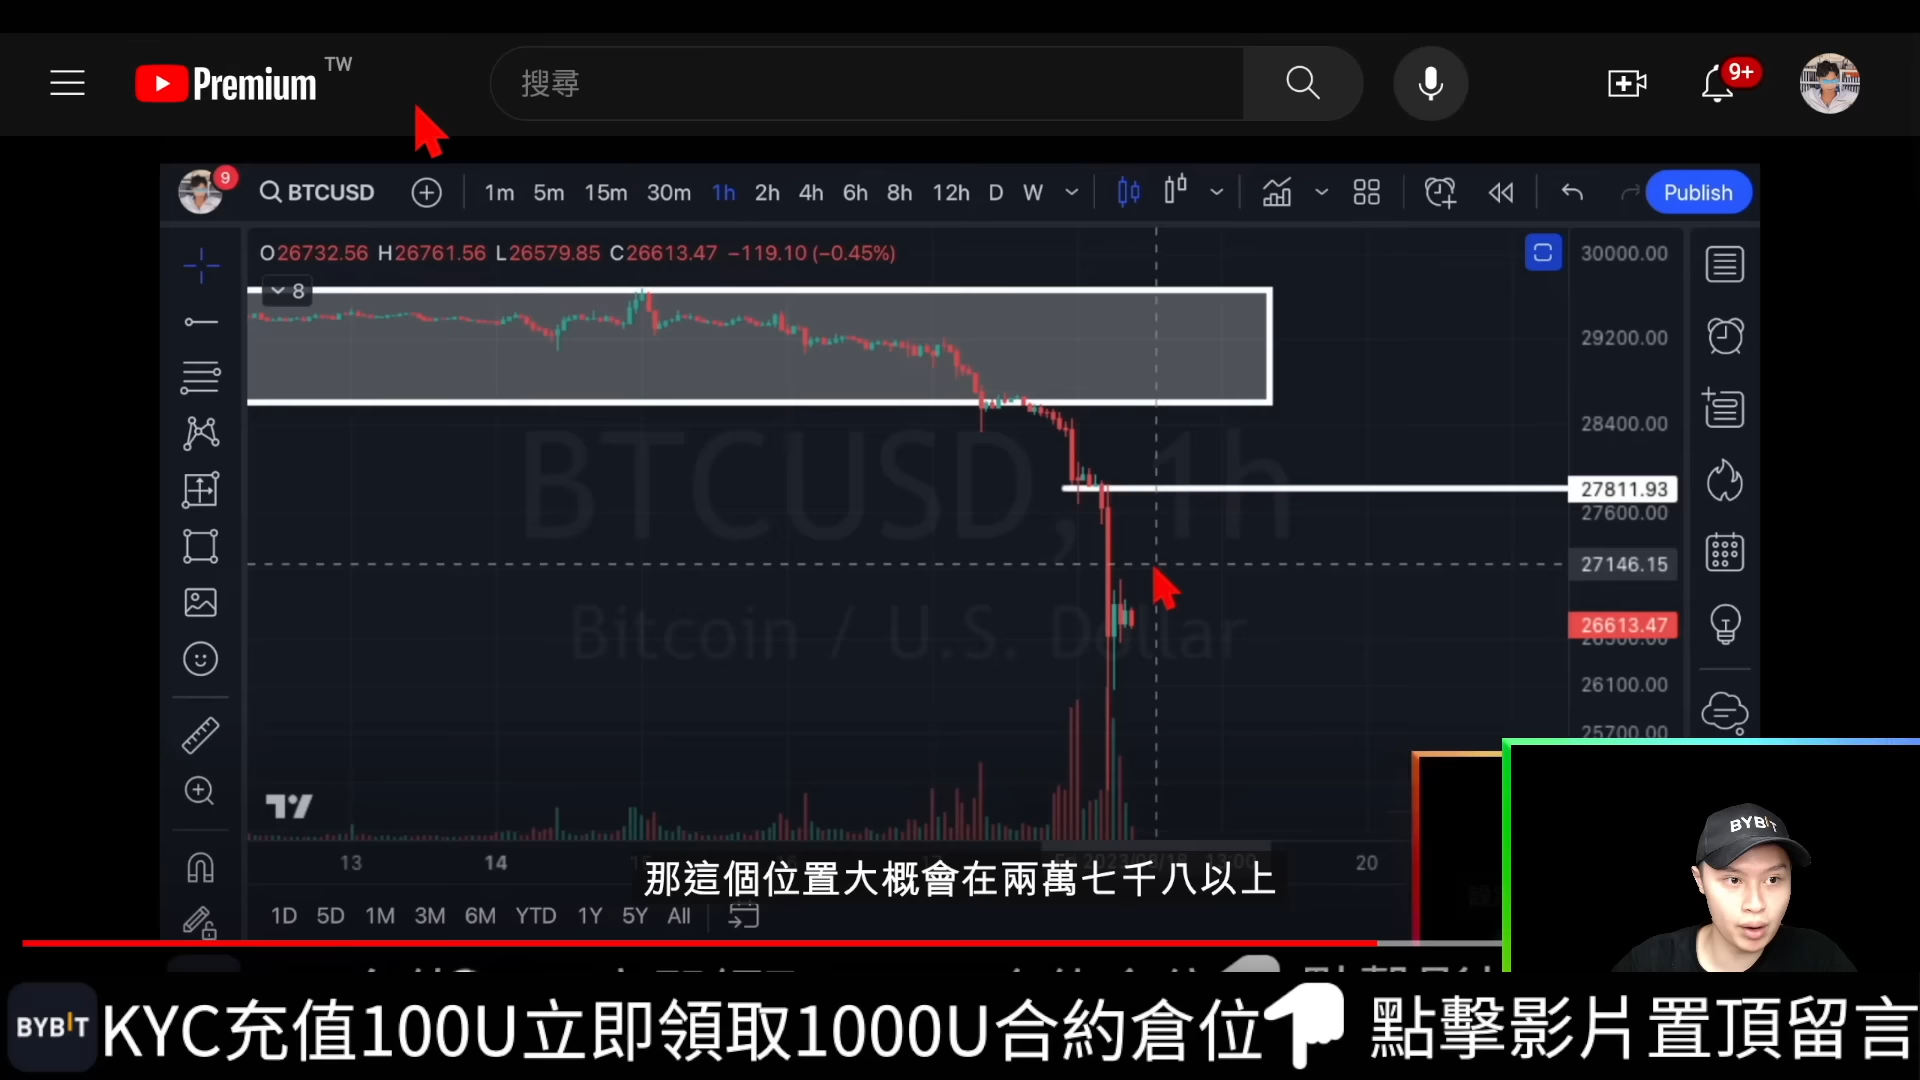 Premium TW
搜尋
9+
9
BTCUSD
1m 5m 15m 30m 1h 2h 4h 6h 8h 12h D W
Publish
O26732.56 H26761.56 L26579.85 C26613.47 −119.10 (−0.45%)
8
30000.00
29200.00
28400.00
27811.93
27600.00
27146.15
26613.47
26100.00
25700.00
BTCUSD, 1h
Bitcoin / U.S. Dollar
13 14 20
那這個位置大概會在兩萬七千八以上
1D 5D 1M 3M 6M YTD 1Y 5Y All
BYBIT
BYBIT KYC充值100U立即領取1000U合約倉位 點擊影片置頂留言